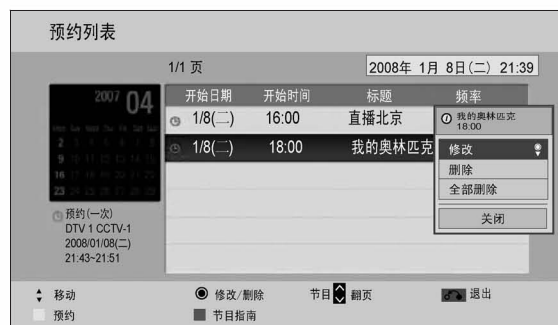 预约列表
1/1 页
2008年 1月 8日(二) 21:39
2007 04
开始日期 开始时间 标题 频率
1/8(二) 16:00 直播北京
1/8(二) 18:00 我的奥林匹克
我的奥林匹克
18:00
修改
删除
全部删除
关闭
2
9
16
23
预约(一次)
DTV 1 CCTV-1
2008/01/08(二)
21:43~21:51
移动 修改/删除 节目 翻页 退出
预约 节目指南